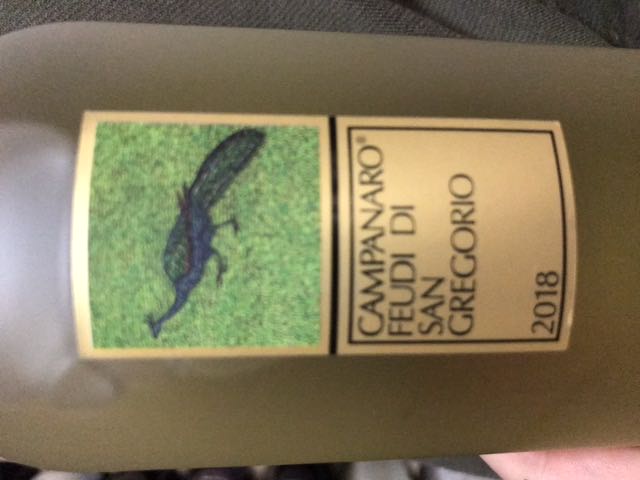 CAMPANARO®
FEUDI DI
SAN
GREGORIO
2018